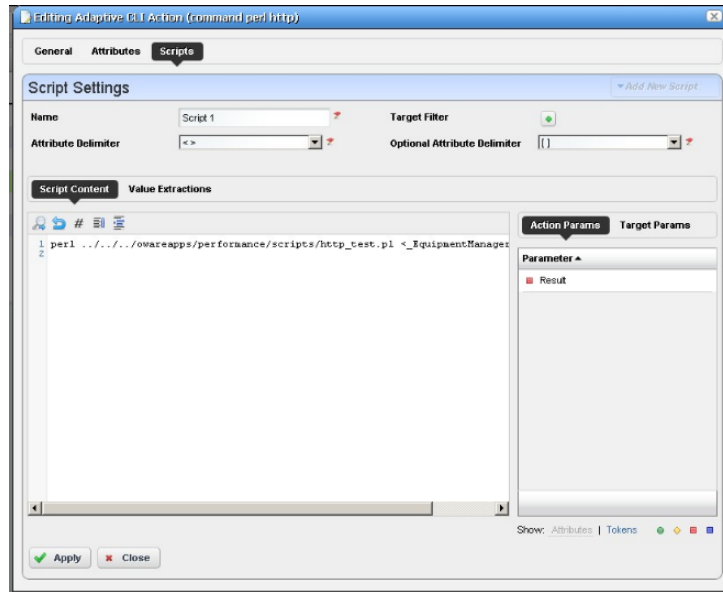 Editing Adaptive CLI Action (command perl http)
General Attributes Scripts
Script Settings
Add New Script
Name Script 1 Target Filter
Attribute Delimiter <> Optional Attribute Delimiter []
Script Content Value Extractions
Action Params Target Params
1 perl ../../../owareapps/performance/scripts/http_test.pl <_EquipmentManager
2
Parameter
Result
Show: Attributes | Tokens
Apply Close